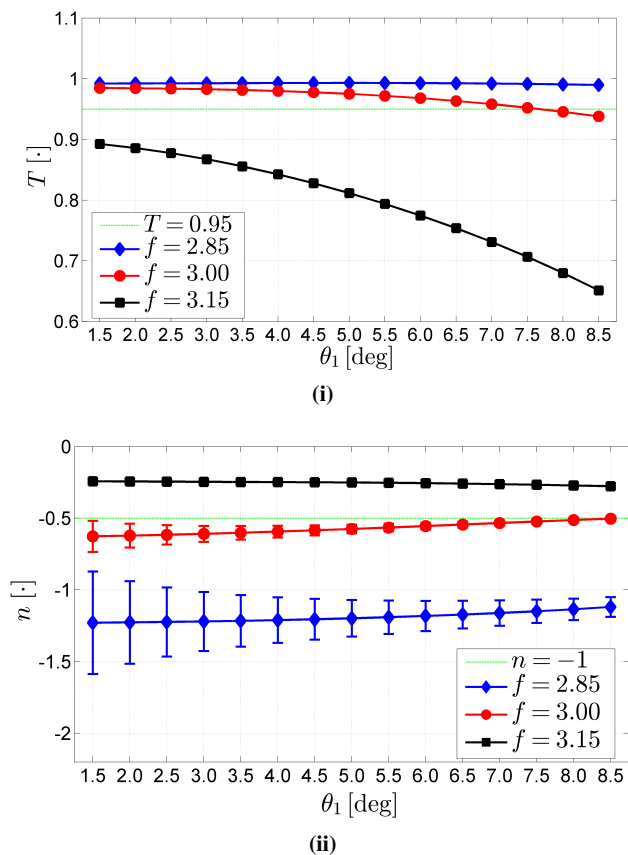 1.1
1
0.9
0.8
0.7
0.6
T [·]
T = 0.95
f = 2.85
f = 3.00
f = 3.15
1.5 2.0 2.5 3.0 3.5 4.0 4.5 5.0 5.5 6.0 6.5 7.0 7.5 8.0 8.5
θ₁ [deg]
(i)
0
-0.5
-1
-1.5
-2
n [·]
n = −1
f = 2.85
f = 3.00
f = 3.15
1.5 2.0 2.5 3.0 3.5 4.0 4.5 5.0 5.5 6.0 6.5 7.0 7.5 8.0 8.5
θ₁ [deg]
(ii)